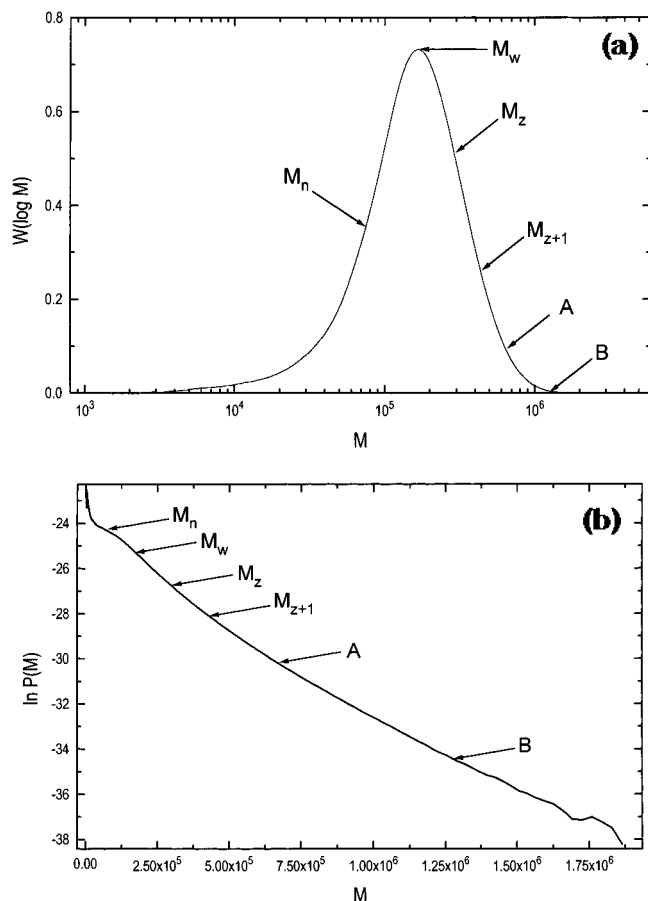 0.8
(a)
M_w
M_z
0.6
M_n
W(log M)
0.4
M_{z+1}
0.2
A
B
0.0
10^3
10^4
10^5
10^6
M
(b)
-24
M_n
M_w
-26
M_z
M_{z+1}
-28
A
ln P(M)
-30
-32
B
-34
-36
-38
0.00
2.50x10^5
5.00x10^5
7.50x10^5
1.00x10^6
1.25x10^6
1.50x10^6
1.75x10^6
M